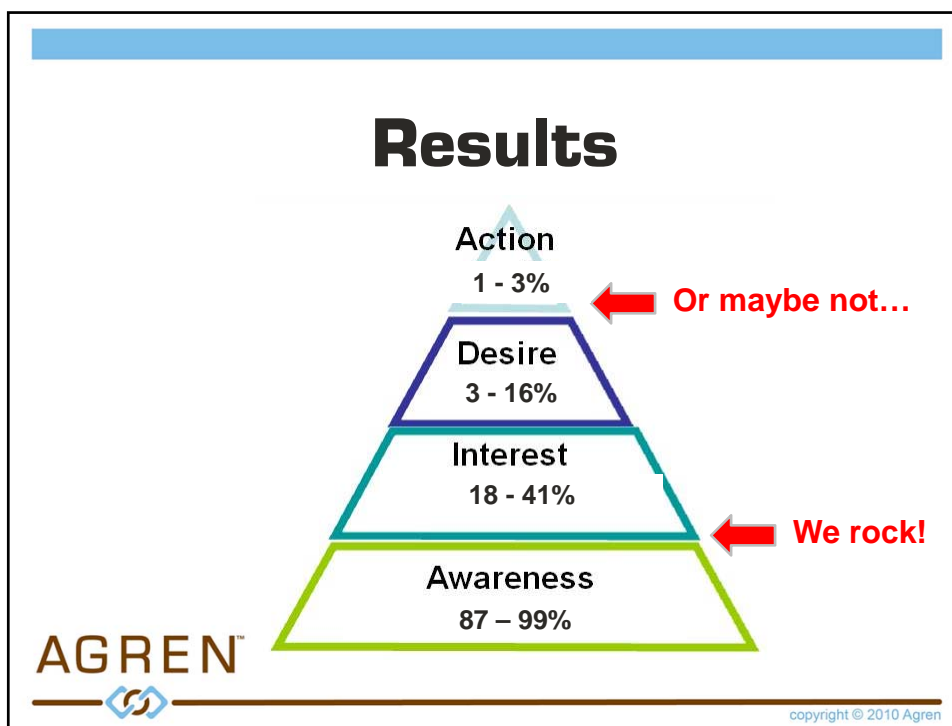 Results
Action
1 - 3%
Or maybe not…
Desire
3 - 16%
Interest
18 - 41%
We rock!
Awareness
87 – 99%
AGREN™
copyright © 2010 Agren